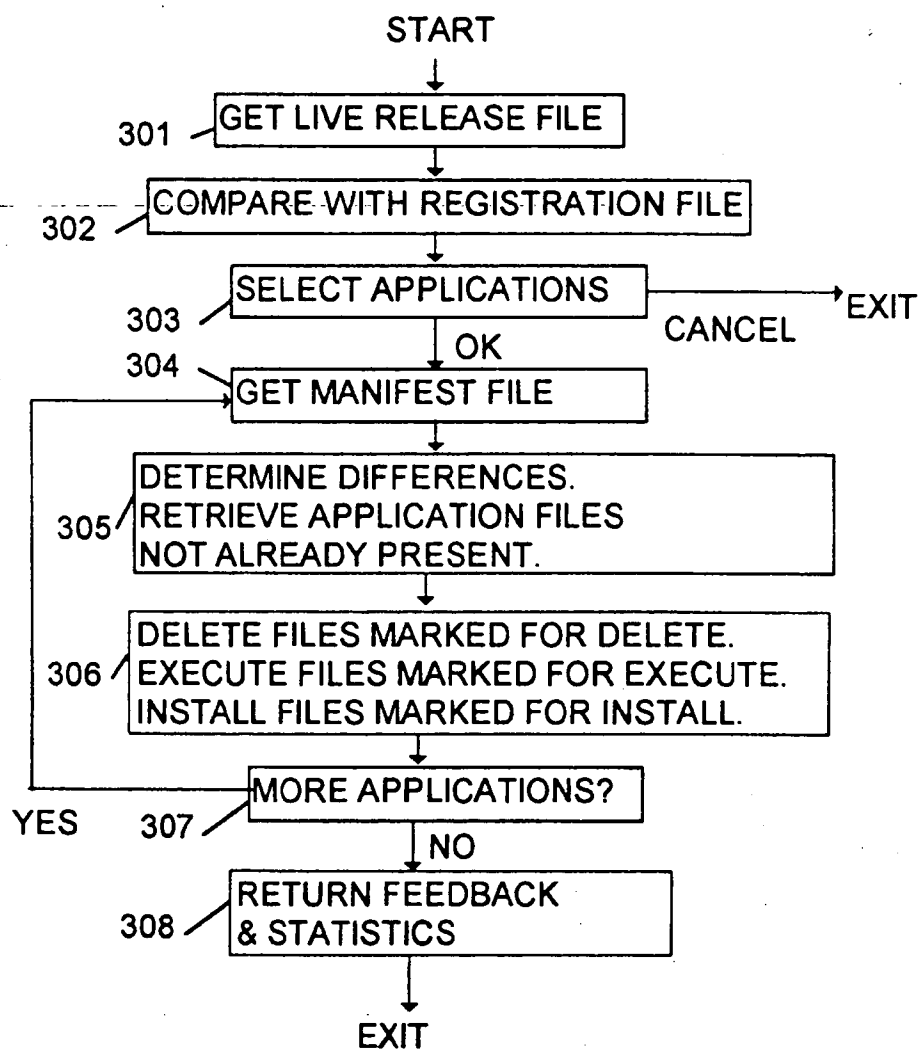 START
301
GET LIVE RELEASE FILE
302
COMPARE WITH REGISTRATION FILE
303
SELECT APPLICATIONS
EXIT
CANCEL
OK
304
GET MANIFEST FILE
305
DETERMINE DIFFERENCES.
RETRIEVE APPLICATION FILES
NOT ALREADY PRESENT.
306
DELETE FILES MARKED FOR DELETE.
EXECUTE FILES MARKED FOR EXECUTE.
INSTALL FILES MARKED FOR INSTALL.
MORE APPLICATIONS?
YES
307
NO
308
RETURN FEEDBACK
& STATISTICS
EXIT